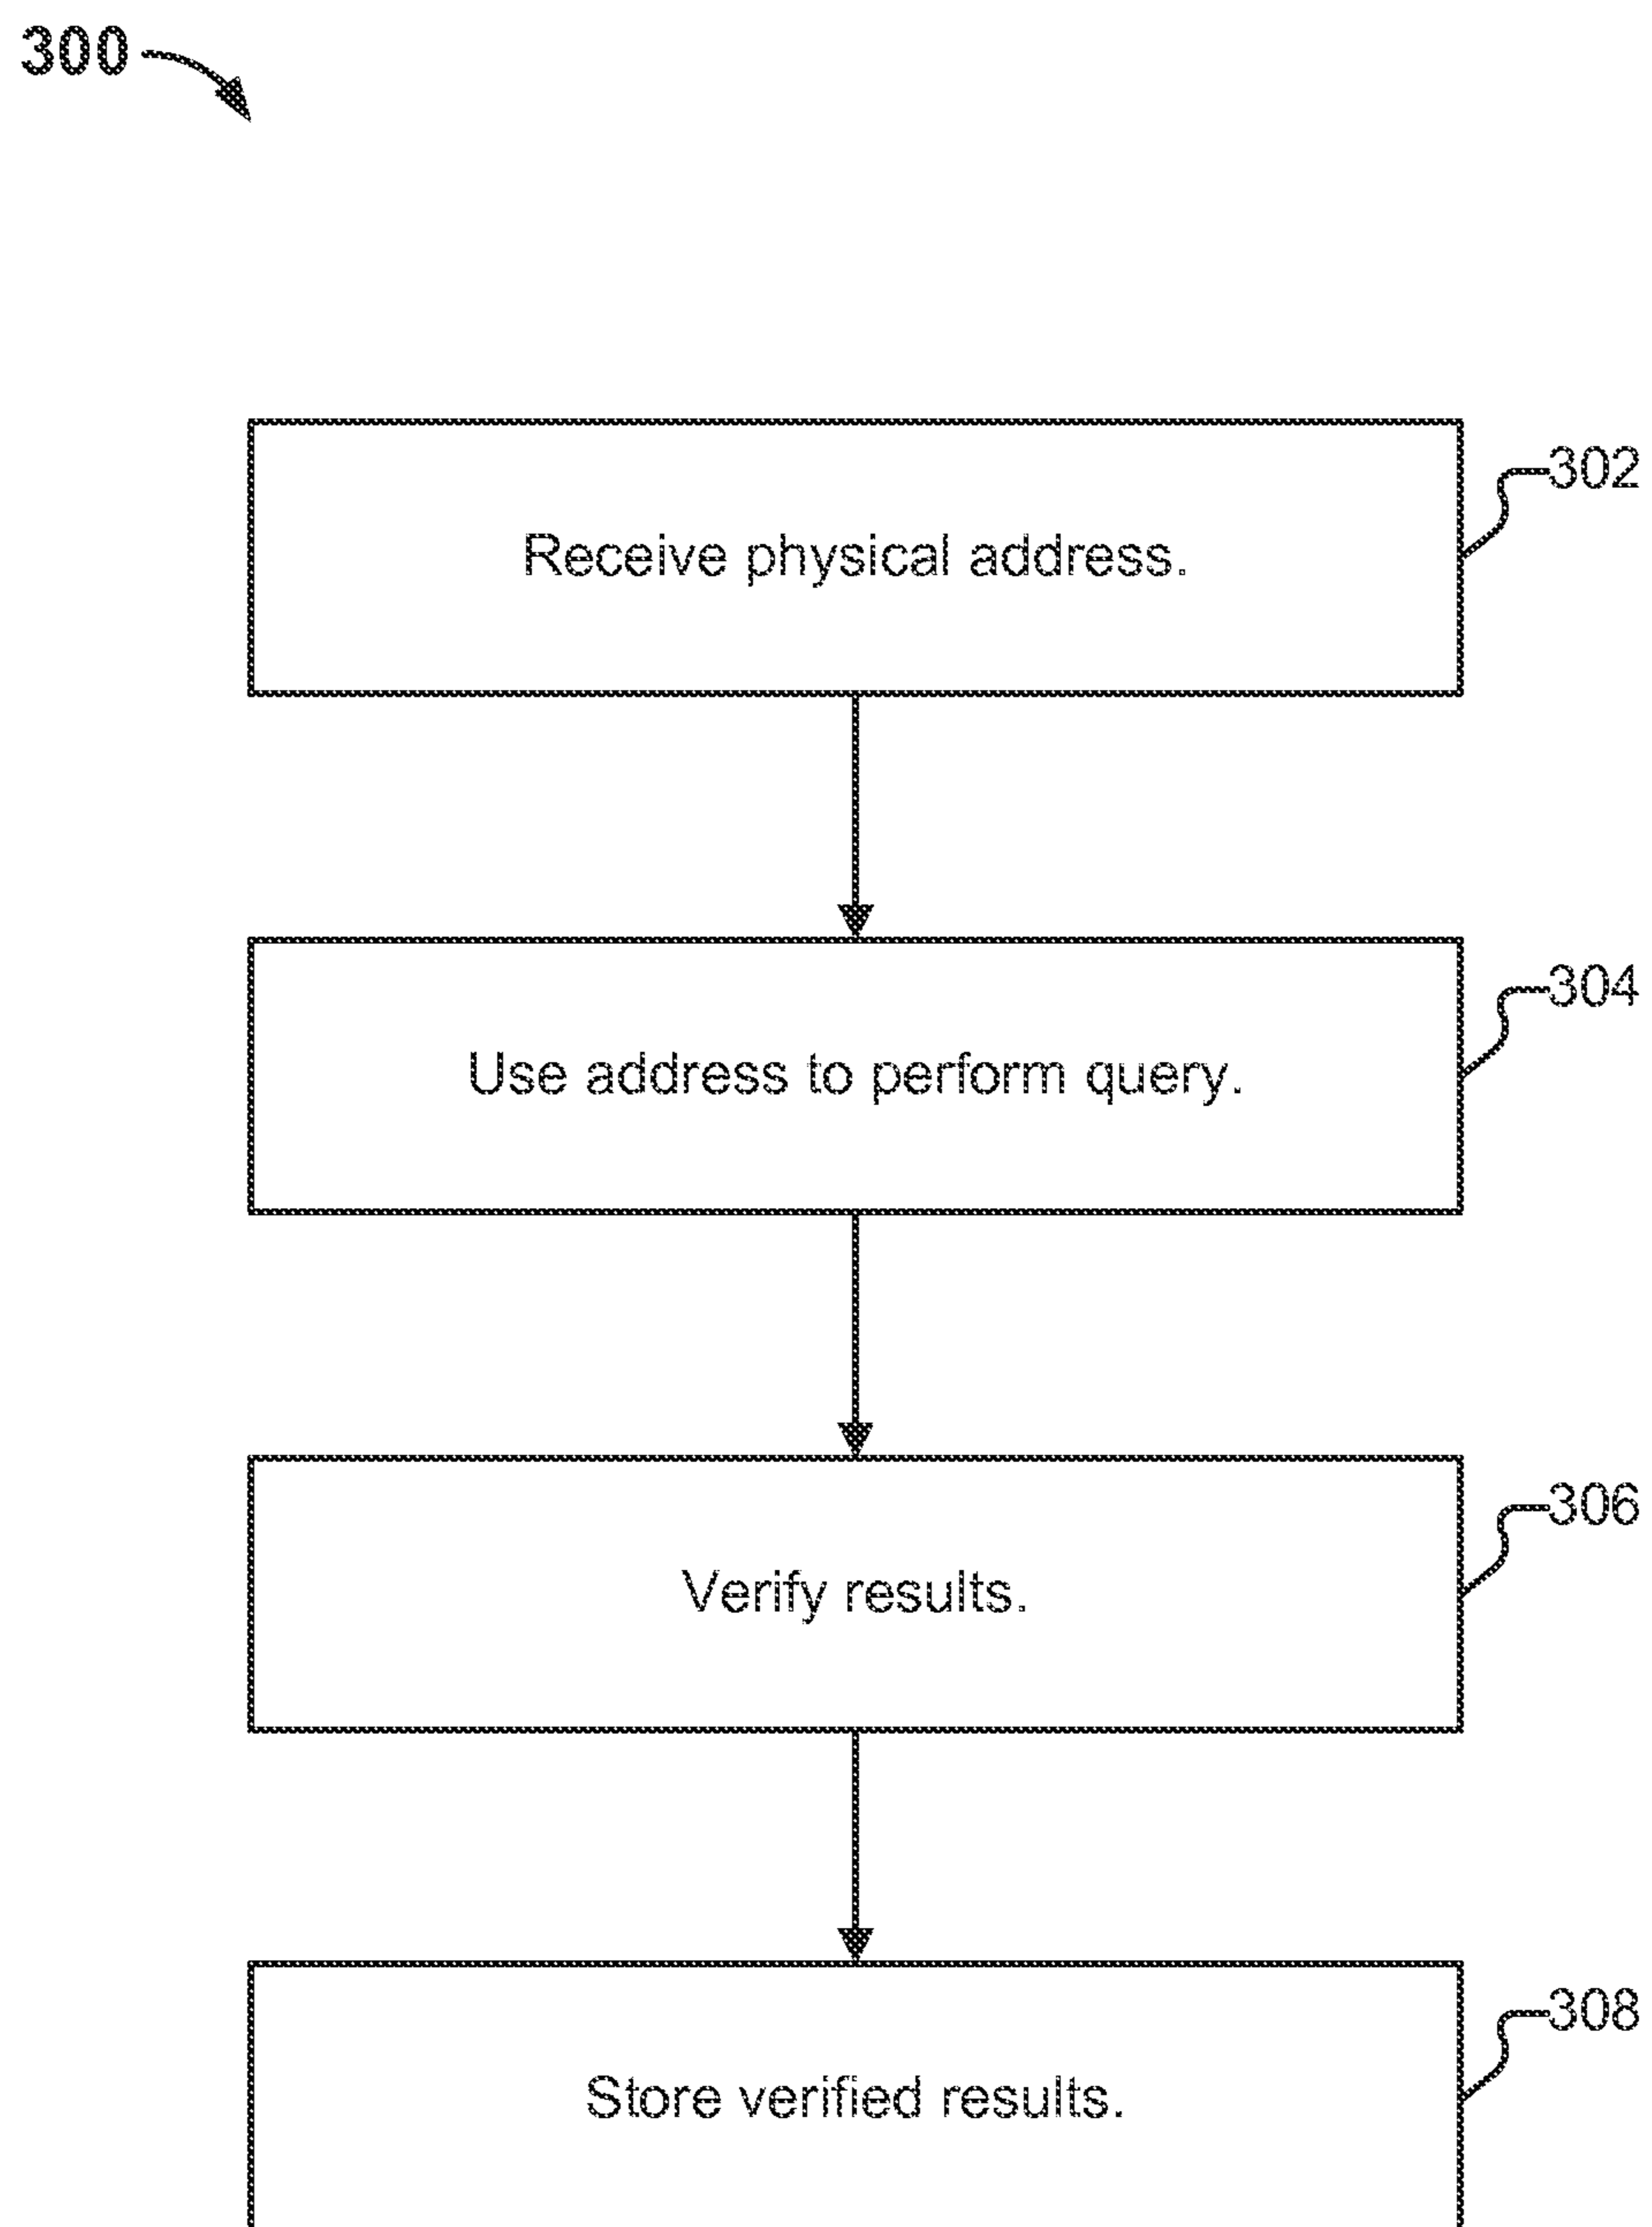 300
302
Receive physical address.
304
Use address to perform query.
306
Verify results.
308
Store verified results.